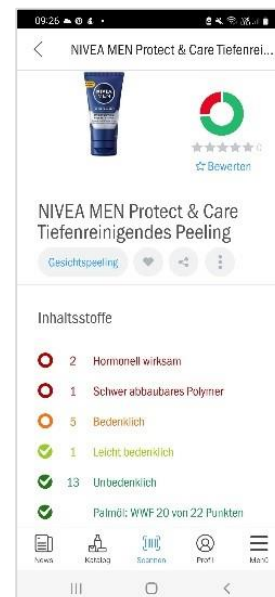 09:26
NIVEA MEN Protect & Care Tiefenrei...
NIVEA
MEN
Bewerten
NIVEA MEN Protect & Care
Tiefenreinigendes Peeling
Gesichtspeeling
Inhaltsstoffe
2 Hormonell wirksam
1 Schwer abbaubares Polymer
5 Bedenklich
1 Leicht bedenklich
13 Unbedenklich
Palmöl: WWF 20 von 22 Punkten
News Katalog Scannen Profil Menü